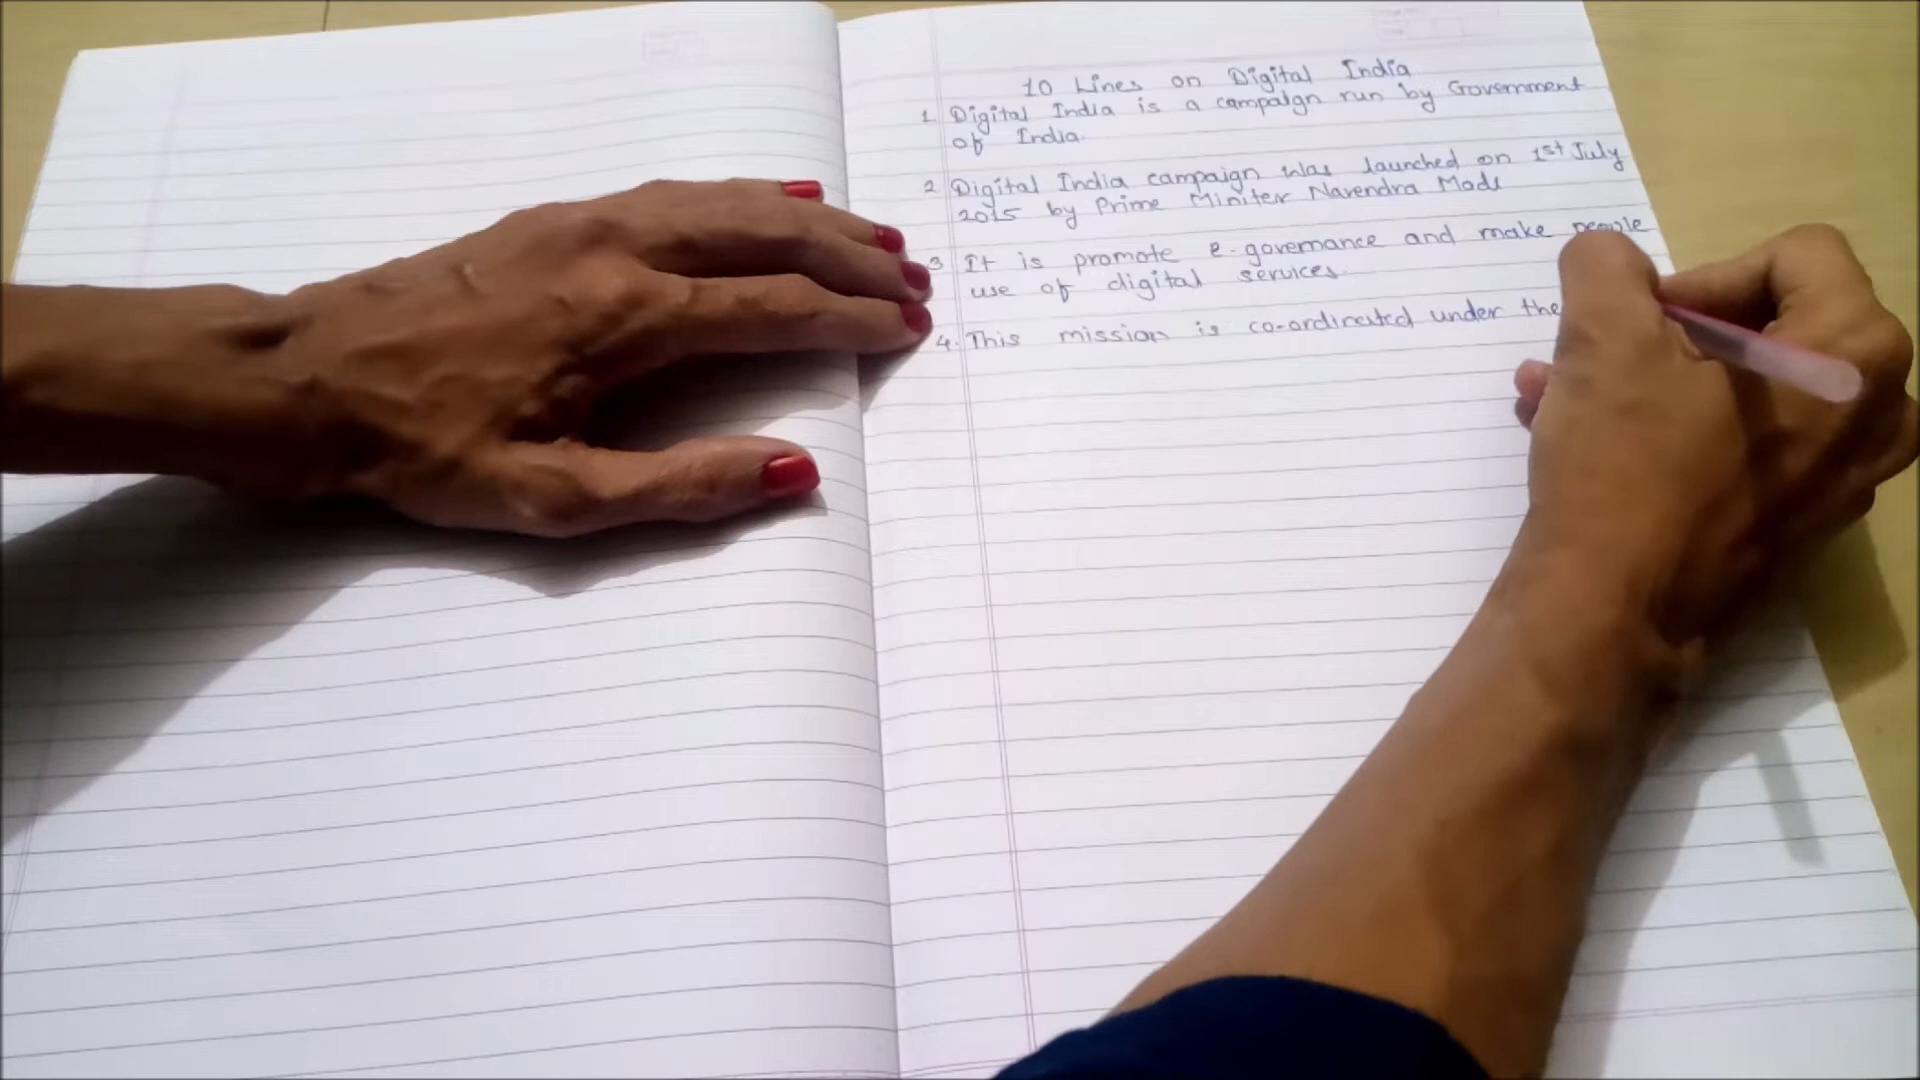 10 Lines on Digital India
1. Digital India is a campaign run by Government
of India.
2 Digital India campaign was launched on 1st July
2015 by Prime Miniter Narendra Modi
3 It is promote e-governance and make people
use of digital services.
4. This mission is co-ordinated under the